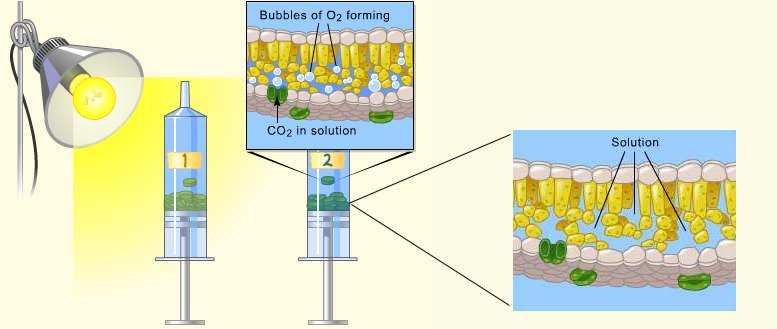 Bubbles of O2 forming
CO2 in solution
1
2
Solution